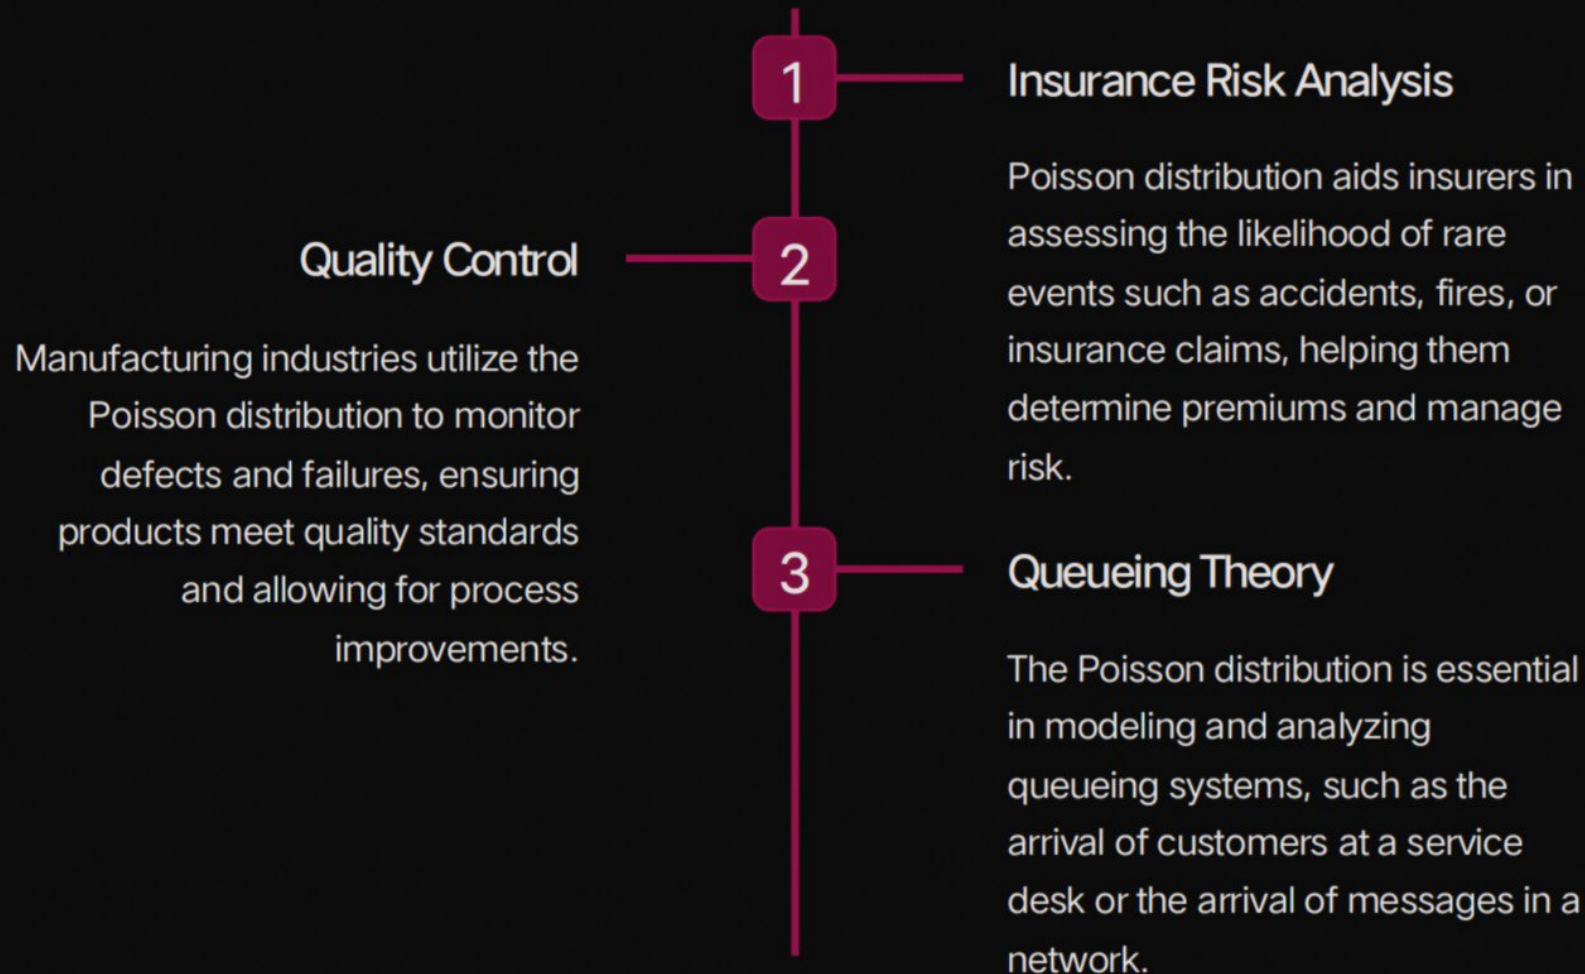 1
Insurance Risk Analysis
Poisson distribution aids insurers in
assessing the likelihood of rare
events such as accidents, fires, or
insurance claims, helping them
determine premiums and manage
risk.
2
Quality Control
Manufacturing industries utilize the
Poisson distribution to monitor
defects and failures, ensuring
products meet quality standards
and allowing for process
improvements.
3
Queueing Theory
The Poisson distribution is essential
in modeling and analyzing
queueing systems, such as the
arrival of customers at a service
desk or the arrival of messages in a
network.